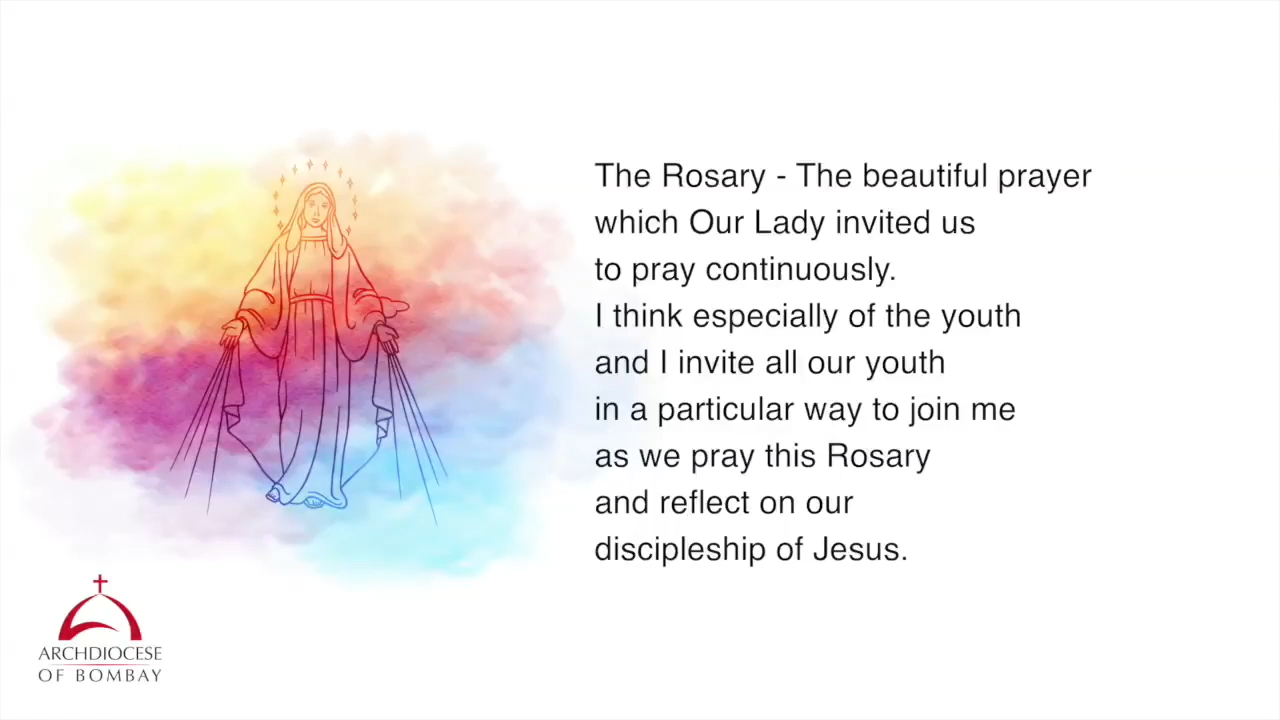 The Rosary - The beautiful prayer
which Our Lady invited us
to pray continuously.
I think especially of the youth
and I invite all our youth
in a particular way to join me
as we pray this Rosary
and reflect on our
discipleship of Jesus.
ARCHDIOCESE
OF BOMBAY